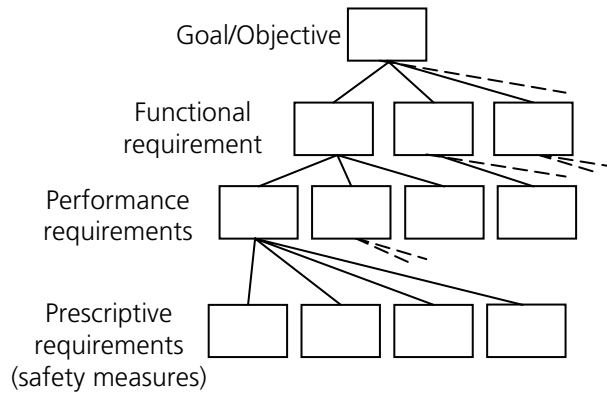 Goal/Objective
Functional
requirement
Performance
requirements
Prescriptive
requirements
(safety measures)